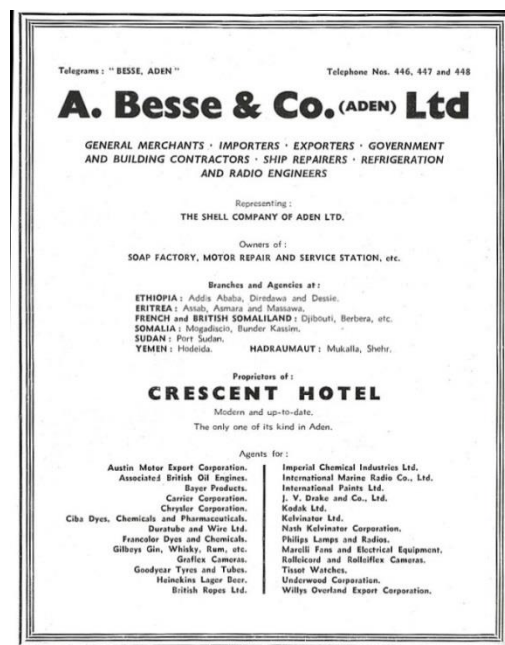 Telegrams : " BESSE, ADEN "
Telephone Nos. 446, 447 and 448
A. Besse & Co. (ADEN) Ltd
GENERAL MERCHANTS · IMPORTERS · EXPORTERS · GOVERNMENT
AND BUILDING CONTRACTORS · SHIP REPAIRERS · REFRIGERATION
AND RADIO ENGINEERS
Representing :
THE SHELL COMPANY OF ADEN LTD.
Owners of :
SOAP FACTORY, MOTOR REPAIR AND SERVICE STATION, etc.
Branches and Agencies at :
ETHIOPIA : Addis Ababa, Diredawa and Dessie.
ERITREA : Assab, Asmara and Massawa.
FRENCH and BRITISH SOMALILAND : Djibouti, Berbera, etc.
SOMALIA : Mogadiscio, Bunder Kassim.
SUDAN : Port Sudan.
YEMEN : Hodeida. HADRAUMAUT : Mukalla, Shehr.
Proprietors of :
CRESCENT HOTEL
Modern and up-to-date.
The only one of its kind in Aden.
Agents for :
Austin Motor Export Corporation.
Associated British Oil Engines.
Bayer Products.
Carrier Corporation.
Chrysler Corporation.
Ciba Dyes, Chemicals and Pharmaceuticals.
Duratube and Wire Ltd.
Francolor Dyes and Chemicals.
Gilbeys Gin, Whisky, Rum, etc.
Graflex Cameras.
Goodyear Tyres and Tubes.
Heinekins Lager Beer.
British Ropes Ltd.
Imperial Chemical Industries Ltd.
International Marine Radio Co., Ltd.
International Paints Ltd.
J. V. Drake and Co., Ltd.
Kodak Ltd.
Kelvinator Ltd.
Nash Kelvinator Corporation.
Philips Lamps and Radios.
Marelli Fans and Electrical Equipment.
Rolleicord and Rolleiflex Cameras.
Tissot Watches.
Underwood Corporation.
Willys Overland Export Corporation.